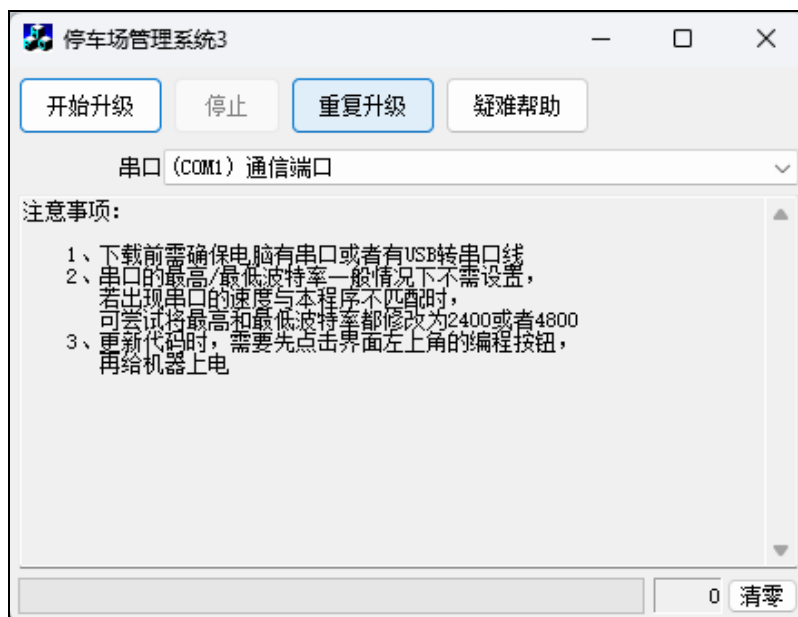 停车场管理系统3
开始升级 停止 重复升级 疑难帮助
串口 (COM1) 通信端口
注意事项:
1、下载前需确保电脑有串口或者有USB转串口线
2、串口的最高/最低波特率一般情况下不需设置,
若出现串口的速度与本程序不匹配时,
可尝试将最高和最低波特率都修改为2400或者4800
3、更新代码时,需要先点击界面左上角的编程按钮,
再给机器上电
0 清零